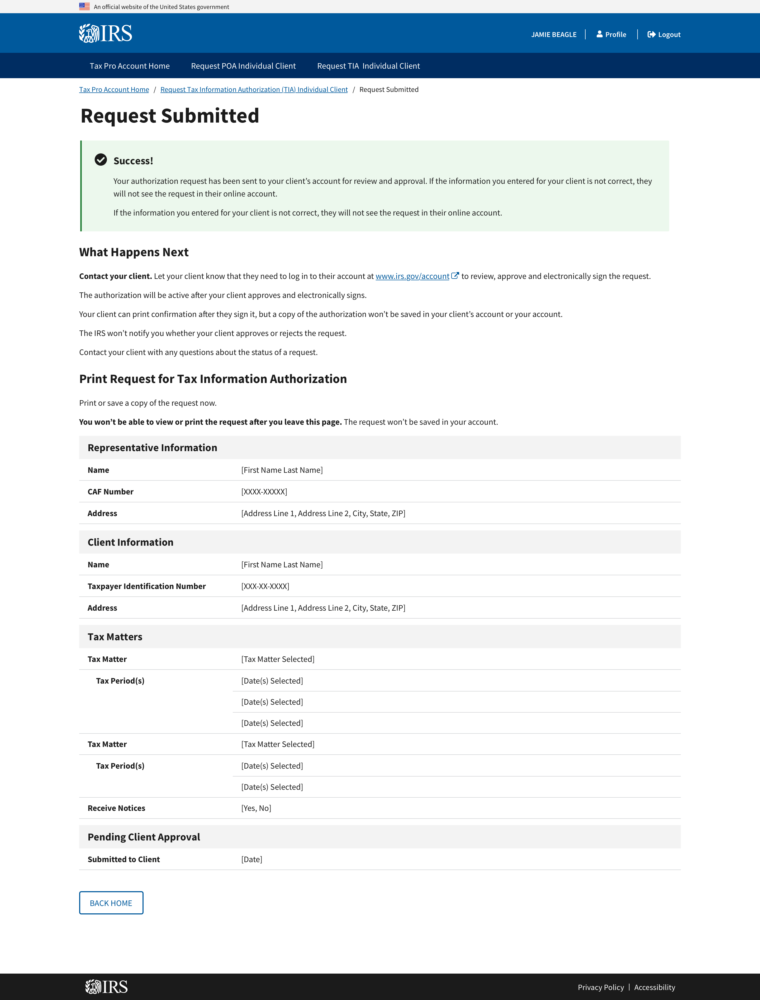 An official website of the United States government
IRS
JAMIE BEAGLE
Profile
Logout
Tax Pro Account Home
Request POA Individual Client
Request TIA Individual Client
Tax Pro Account Home / Request Tax Information Authorization (TIA) Individual Client / Request Submitted
Request Submitted
Success!
Your authorization request has been sent to your client’s account for review and approval. If the information you entered for your client is not correct, they
will not see the request in their online account.
If the information you entered for your client is not correct, they will not see the request in their online account.
What Happens Next
Contact your client. Let your client know that they need to log in to their account at www.irs.gov/account to review, approve and electronically sign the request.
The authorization will be active after your client approves and electronically signs.
Your client can print confirmation after they sign it, but a copy of the authorization won’t be saved in your client’s account or your account.
The IRS won’t notify you whether your client approves or rejects the request.
Contact your client with any questions about the status of a request.
Print Request for Tax Information Authorization
Print or save a copy of the request now.
You won’t be able to view or print the request after you leave this page. The request won’t be saved in your account.
Representative Information
Name [First Name Last Name]
CAF Number [XXXX-XXXXX]
Address [Address Line 1, Address Line 2, City, State, ZIP]
Client Information
Name [First Name Last Name]
Taxpayer Identification Number [XXX-XX-XXXX]
Address [Address Line 1, Address Line 2, City, State, ZIP]
Tax Matters
Tax Matter [Tax Matter Selected]
Tax Period(s) [Date(s) Selected]
[Date(s) Selected]
[Date(s) Selected]
Tax Matter [Tax Matter Selected]
Tax Period(s) [Date(s) Selected]
[Date(s) Selected]
Receive Notices [Yes, No]
Pending Client Approval
Submitted to Client [Date]
BACK HOME
IRS
Privacy Policy | Accessibility